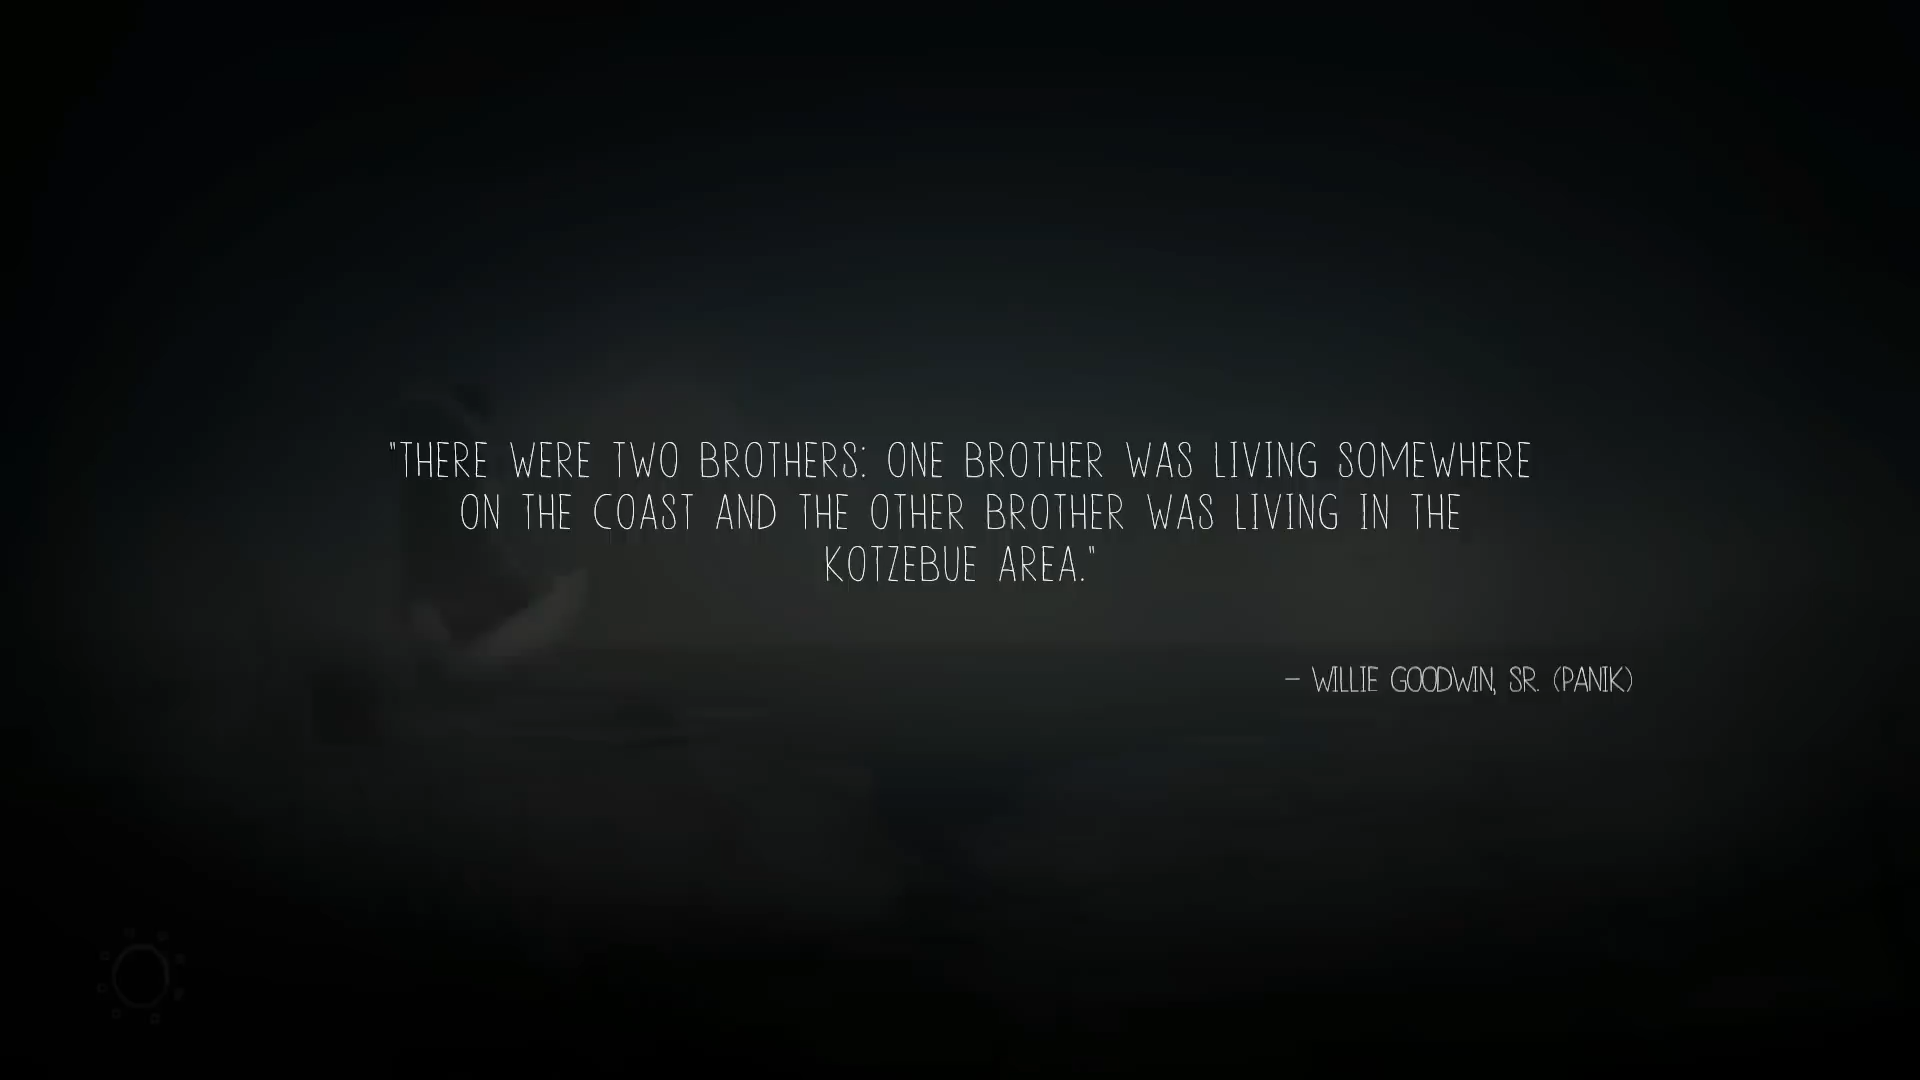 "THERE WERE TWO BROTHERS: ONE BROTHER WAS LIVING SOMEWHERE
ON THE COAST AND THE OTHER BROTHER WAS LIVING IN THE
KOTZEBUE AREA."
– WILLIE GOODWIN, SR. (PANIK)